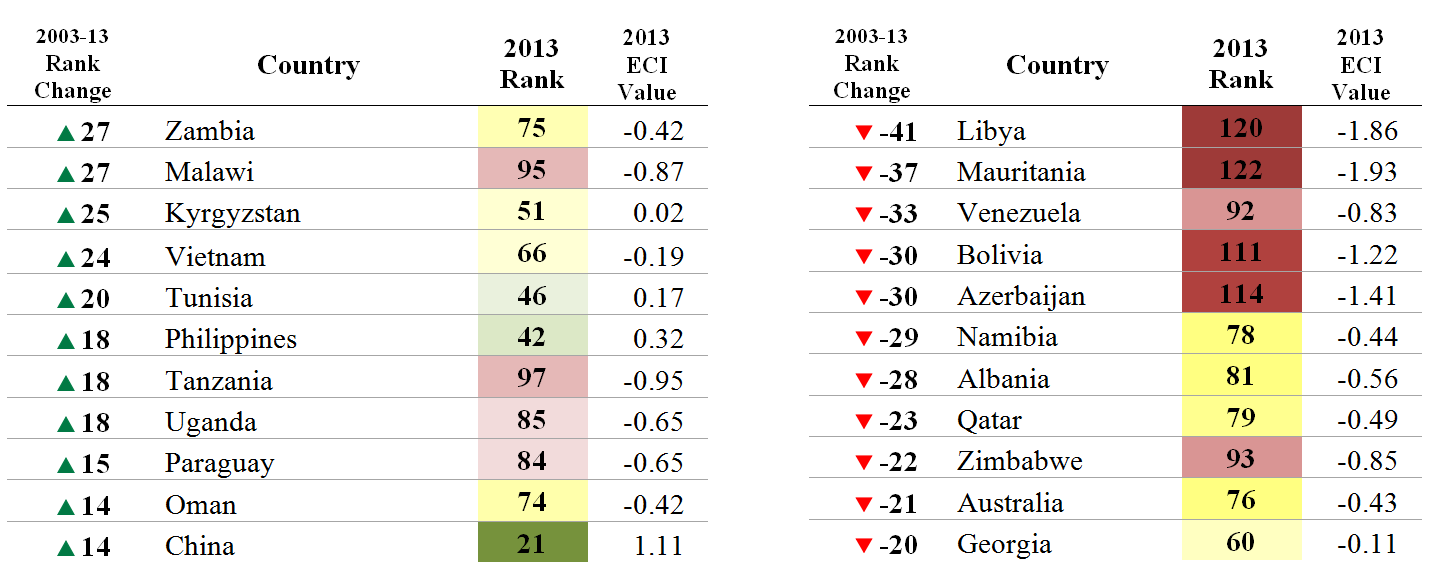 2003-13 Rank Change Country 2013 Rank 2013 ECI Value
▲ 27 Zambia 75 -0.42
▲ 27 Malawi 95 -0.87
▲ 25 Kyrgyzstan 51 0.02
▲ 24 Vietnam 66 -0.19
▲ 20 Tunisia 46 0.17
▲ 18 Philippines 42 0.32
▲ 18 Tanzania 97 -0.95
▲ 18 Uganda 85 -0.65
▲ 15 Paraguay 84 -0.65
▲ 14 Oman 74 -0.42
▲ 14 China 21 1.11
2003-13 Rank Change Country 2013 Rank 2013 ECI Value
▼ -41 Libya 120 -1.86
▼ -37 Mauritania 122 -1.93
▼ -33 Venezuela 92 -0.83
▼ -30 Bolivia 111 -1.22
▼ -30 Azerbaijan 114 -1.41
▼ -29 Namibia 78 -0.44
▼ -28 Albania 81 -0.56
▼ -23 Qatar 79 -0.49
▼ -22 Zimbabwe 93 -0.85
▼ -21 Australia 76 -0.43
▼ -20 Georgia 60 -0.11